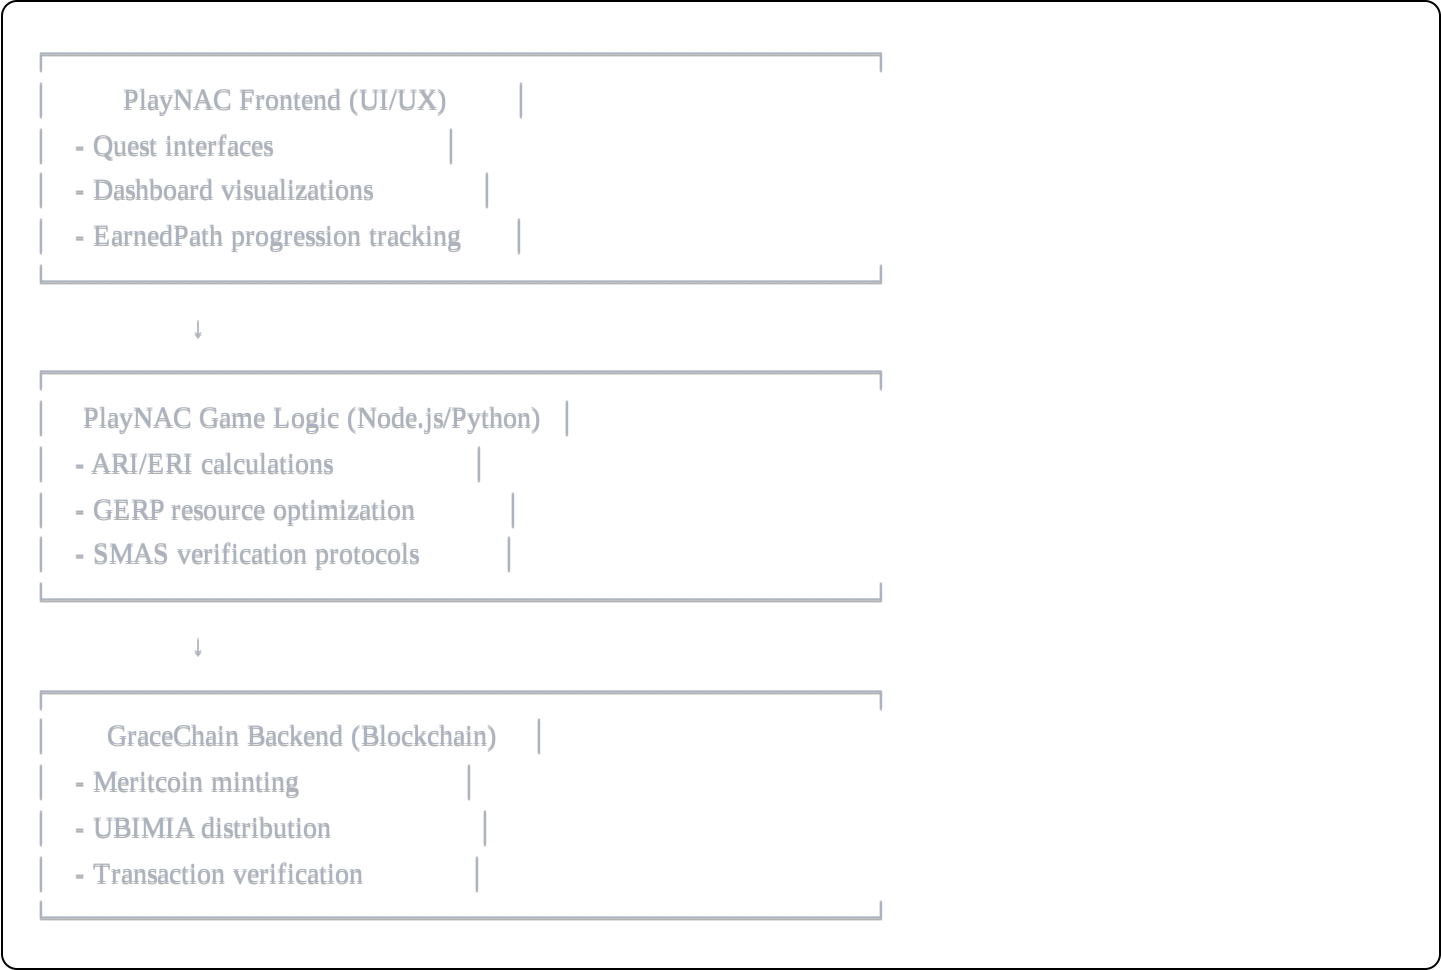 PlayNAC Frontend (UI/UX)
- Quest interfaces
- Dashboard visualizations
- EarnedPath progression tracking
↓
PlayNAC Game Logic (Node.js/Python)
- ARI/ERI calculations
- GERP resource optimization
- SMAS verification protocols
↓
GraceChain Backend (Blockchain)
- Meritcoin minting
- UBIMIA distribution
- Transaction verification